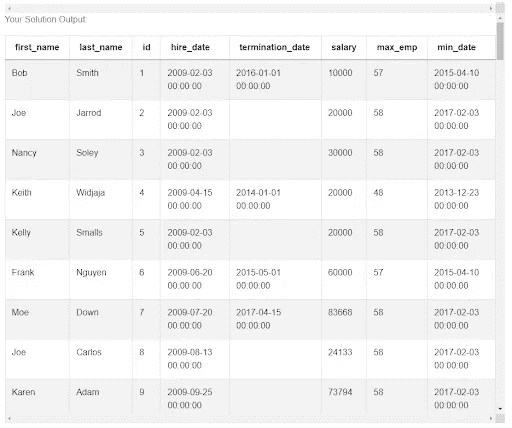 Your Solution Output:
first_name last_name id hire_date termination_date salary max_emp min_date
Bob Smith 1 2009-02-03 2016-01-01 10000 57 2015-04-10
00:00:00 00:00:00 00:00:00
Joe Jarrod 2 2009-02-03 20000 58 2017-02-03
00:00:00 00:00:00
Nancy Soley 3 2009-02-03 30000 58 2017-02-03
00:00:00 00:00:00
Keith Widjaja 4 2009-04-15 2014-01-01 20000 48 2013-12-23
00:00:00 00:00:00 00:00:00
Kelly Smalls 5 2009-02-03 20000 58 2017-02-03
00:00:00 00:00:00
Frank Nguyen 6 2009-06-20 2015-05-01 60000 57 2015-04-10
00:00:00 00:00:00 00:00:00
Moe Down 7 2009-07-20 2017-04-15 83668 58 2017-02-03
00:00:00 00:00:00 00:00:00
Joe Carlos 8 2009-08-13 24133 58 2017-02-03
00:00:00 00:00:00
Karen Adam 9 2009-09-25 73794 58 2017-02-03
00:00:00 00:00:00